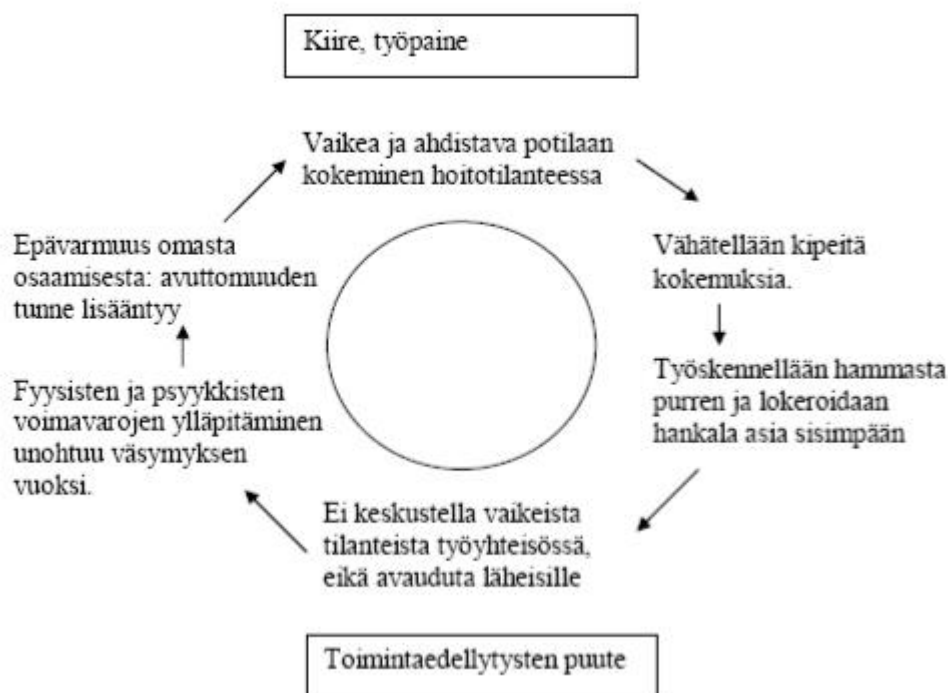 Kiire, työpaine
Vaikea ja ahdistava potilaan
kokeminen hoitotilanteessa
Vähätellään kipeitä
kokemuksia.
Työskennellään hammasta
purren ja lokeroidaan
hankala asia sisimpään
Ei keskustella vaikeista
tilanteista työyhteisössä,
eikä avauduta läheisille
Fyysisten ja psyykkisten
voimavarojen ylläpitäminen
unohtuu väsymyksen
vuoksi.
Epävarmuus omasta
osaamisesta: avuttomuuden
tunne lisääntyy
Toimintaedellytysten puute